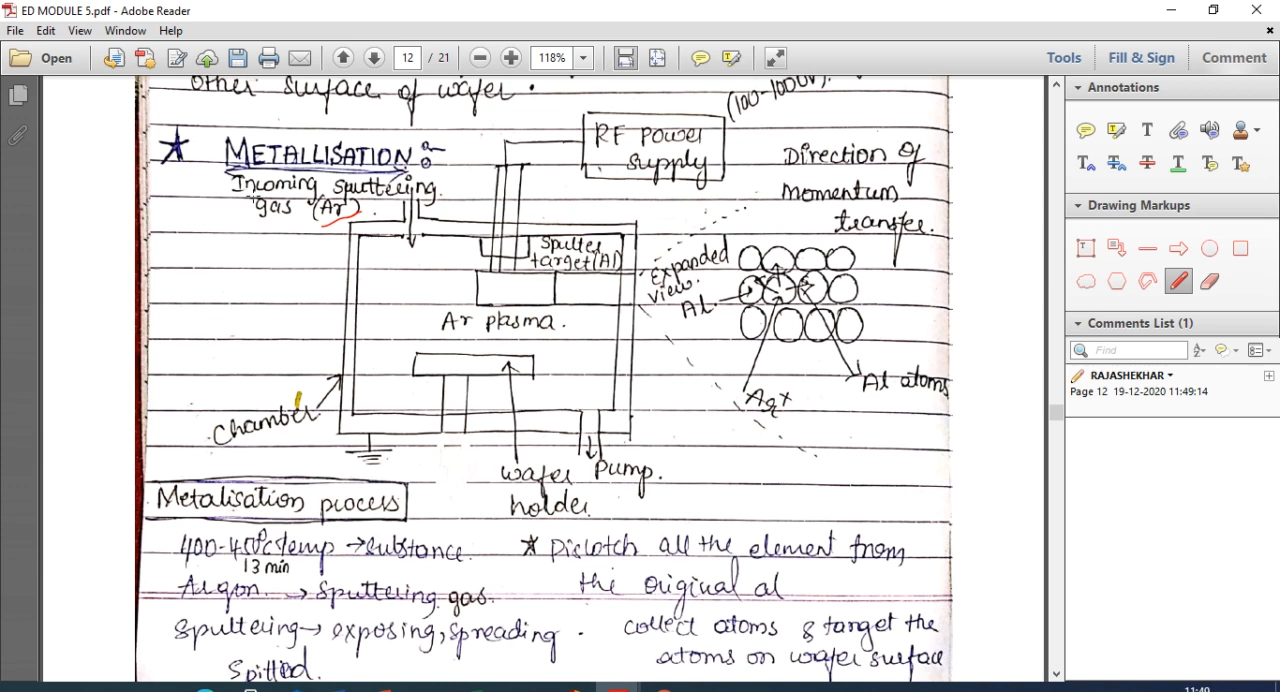 ED MODULE 5.pdf - Adobe Reader
File Edit View Window Help
Open 12 / 21 118% Tools Fill & Sign Comment
Other surface of wafer.
(100-1000V).
★ METALLISATION :-
RF power
supply
Direction of
momentum
transfer.
Incoming sputtering
gas (Ar).
Sputter
target(Al)
Expanded
view.
Al
Ar plasma.
Al atoms
chamber
wafer
holder
Pump.
Metalisation process
400-450°C temp → substance.
13 min
Argon → Sputtering gas.
Sputtering → exposing, spreading.
Spitted.
all the element from
the original al
collect atoms & target the
atoms on wafer surface
Annotations
Drawing Markups
Comments List (1)
Find
RAJASHEKHAR
Page 12 19-12-2020 11:49:14
11:49